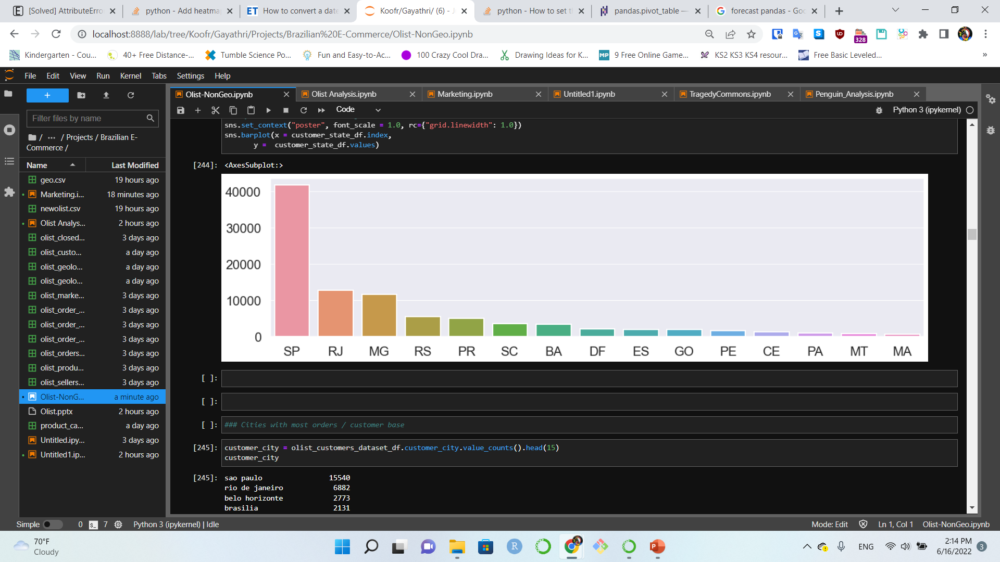 [Solved] AttributeErro
python - Add heatma
ET How to convert a date
Koofr/Gayathri/ (6) - J
python - How to set t
pandas.pivot_table —
forecast pandas - Goo
localhost:8888/lab/tree/Koofr/Gayathri/Projects/Brazilian%20E-Commerce/Olist-NonGeo.ipynb
328
Kindergarten - Cou...
40+ Free Distance-...
Tumble Science Po...
Fun and Easy-to-Ac...
100 Crazy Cool Dra...
Drawing Ideas for K...
MP 9 Free Online Game...
KS2 KS3 KS4 resour...
Free Basic Leveled...
»
File Edit View Run Kernel Tabs Settings Help
Olist-NonGeo.ipynb
Olist Analysis.ipynb
Marketing.ipynb
Untitled1.ipynb
TragedyCommons.ipynb
Penguin_Analysis.ipynb
Code
Python 3 (ipykernel)
Filter files by name
/ ... / Projects / Brazilian E-
Commerce /
Name Last Modified
geo.csv 19 hours ago
Marketing.i... 18 minutes ago
newolist.csv 19 hours ago
Olist Analys... 2 hours ago
olist_closed... 3 days ago
olist_custo... a day ago
olist_geolo... a day ago
olist_geolo... a day ago
olist_marke... 3 days ago
olist_order_... 3 days ago
olist_order_... 3 days ago
olist_order_... 3 days ago
olist_orders... 3 days ago
olist_produ... 3 days ago
olist_sellers... 3 days ago
Olist-NonG... a minute ago
Olist.pptx 2 hours ago
product_ca... a day ago
Untitled.ipy... 3 days ago
Untitled1.ip... 2 hours ago
sns.set_context("poster", font_scale = 1.0, rc={"grid.linewidth": 1.0})
sns.barplot(x = customer_state_df.index,
y = customer_state_df.values)
[244]: <AxesSubplot:>
40000
30000
20000
10000
0
SP RJ MG RS PR SC BA DF ES GO PE CE PA MT MA
[ ]:
[ ]:
[ ]: ### Cities with most orders / customer base
[245]: customer_city = olist_customers_dataset_df.customer_city.value_counts().head(15)
customer_city
[245]: sao paulo 15540
rio de janeiro 6882
belo horizonte 2773
brasilia 2131
Simple 0 $_ 7 Python 3 (ipykernel) | Idle
Mode: Edit Ln 1, Col 1 Olist-NonGeo.ipynb
70°F
Cloudy
ENG
2:14 PM
6/16/2022
3